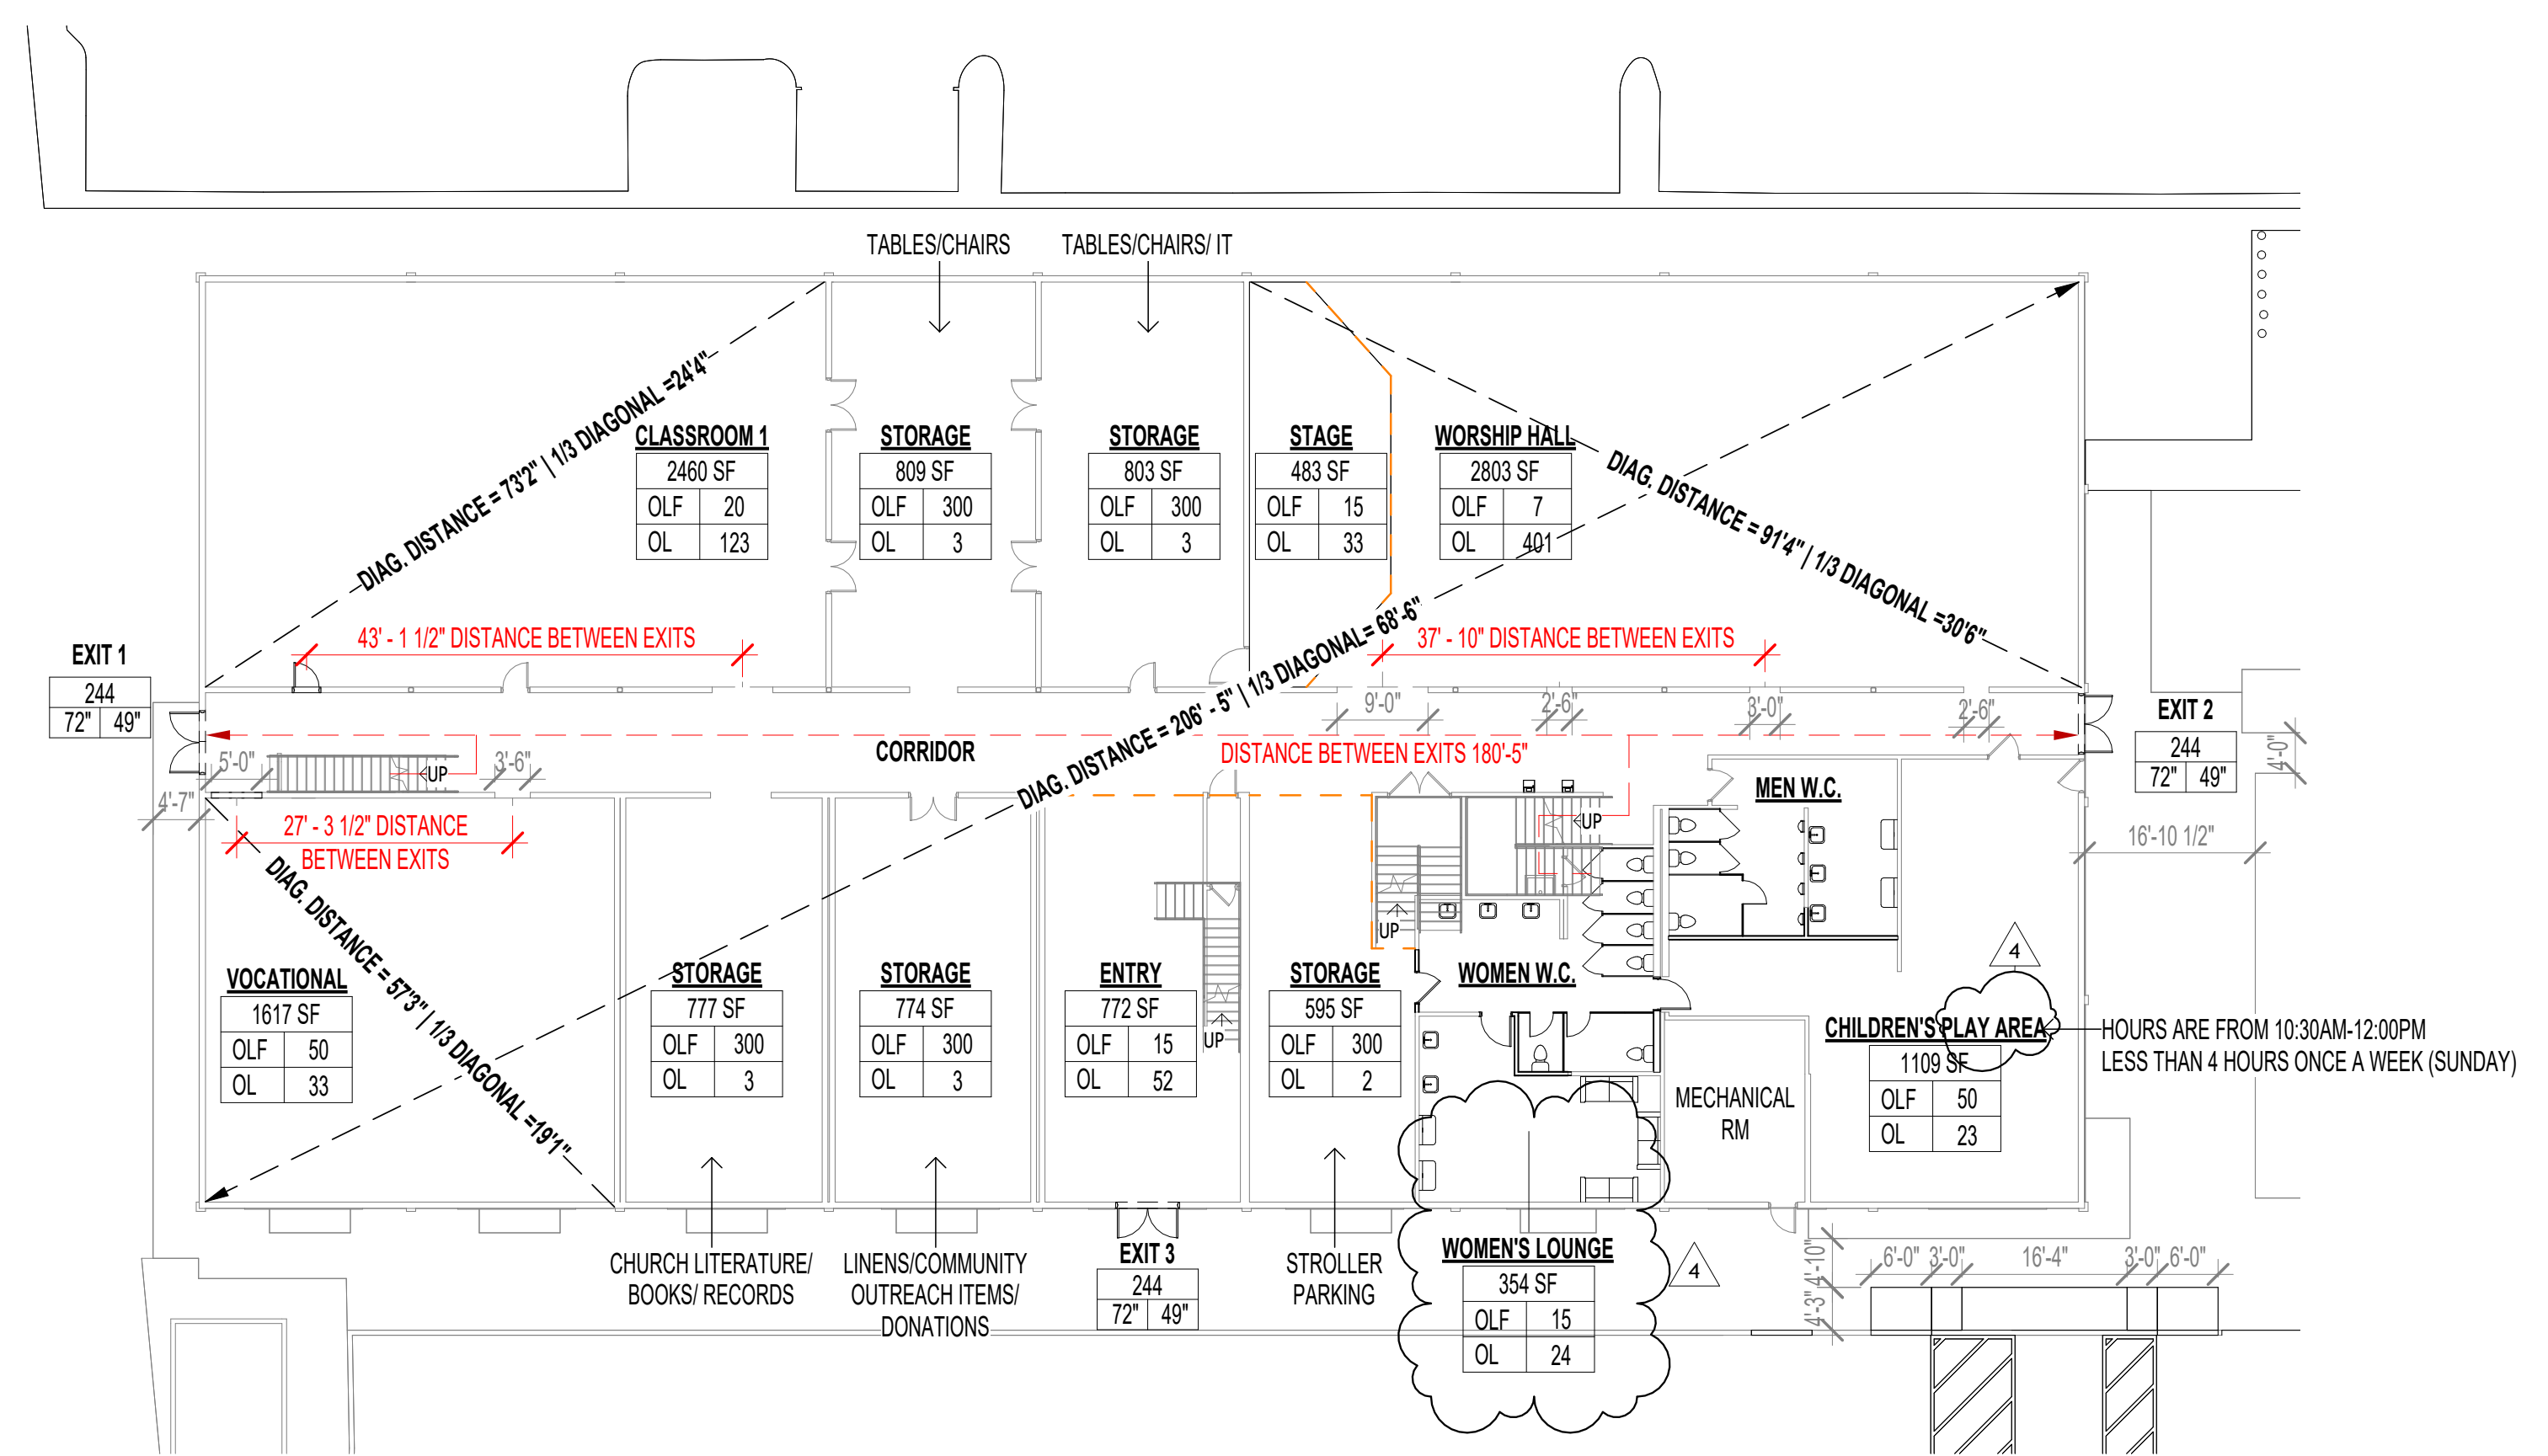 TABLES/CHAIRS
TABLES/CHAIRS/ IT
DIAG. DISTANCE = 73'2" | 1/3 DIAGONAL =24'4"
CLASSROOM 1
2460 SF
OLF 20
OL 123
STORAGE
809 SF
OLF 300
OL 3
STORAGE
803 SF
OLF 300
OL 3
STAGE
483 SF
OLF 15
OL 33
WORSHIP HALL
2803 SF
OLF 7
OL 401
DIAG. DISTANCE = 91'4" | 1/3 DIAGONAL =30'6"
43' - 1 1/2" DISTANCE BETWEEN EXITS
37' - 10" DISTANCE BETWEEN EXITS
EXIT 1
244
72" 49"
9'-0"
2'-6"
3'-0"
2'-6"
EXIT 2
244
72" 49"
4'-0"
CORRIDOR
DIAG. DISTANCE = 206' - 5" | 1/3 DIAGONAL= 68'-6"
DISTANCE BETWEEN EXITS 180'-5"
5'-0"
UP
3'-6"
4'-7"
27' - 3 1/2" DISTANCE
BETWEEN EXITS
DIAG. DISTANCE = 57'3" | 1/3 DIAGONAL =19'1"
MEN W.C.
UP
16'-10 1/2"
UP
VOCATIONAL
1617 SF
OLF 50
OL 33
STORAGE
777 SF
OLF 300
OL 3
STORAGE
774 SF
OLF 300
OL 3
ENTRY
772 SF
OLF 15
OL 52
UP
STORAGE
595 SF
OLF 300
OL 2
WOMEN W.C.
4
CHILDREN'S PLAY AREA
1109 SF
OLF 50
OL 23
HOURS ARE FROM 10:30AM-12:00PM
LESS THAN 4 HOURS ONCE A WEEK (SUNDAY)
MECHANICAL
RM
CHURCH LITERATURE/
BOOKS/ RECORDS
LINENS/COMMUNITY
OUTREACH ITEMS/
DONATIONS
EXIT 3
244
72" 49"
STROLLER
PARKING
WOMEN'S LOUNGE
354 SF
OLF 15
OL 24
4
4'-10"
4'-3"
6'-0"
3'-0"
16'-4"
3'-0"
6'-0"